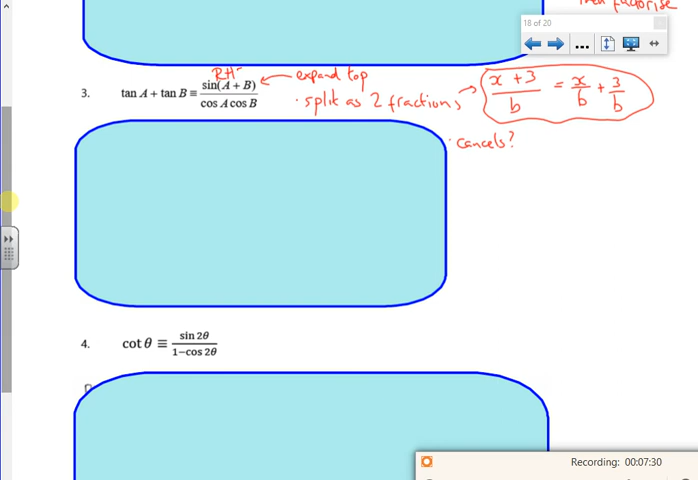 then factorise
18 of 20
RHS
3. tan A + tan B ≡ sin(A + B) / cos A cos B
expand top
· split as 2 fractions
x + 3 / b = x / b + 3 / b
· cancels?
4. cot θ ≡ sin 2θ / 1−cos 2θ
Recording: 00:07:30